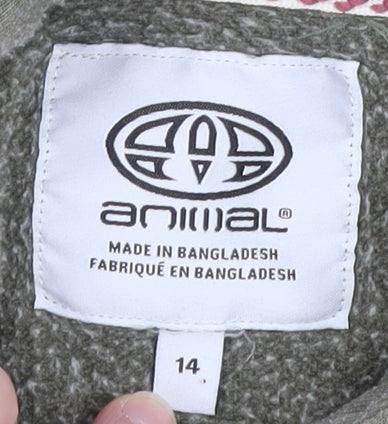 animal®
MADE IN BANGLADESH
FABRIQUÉ EN BANGLADESH
14